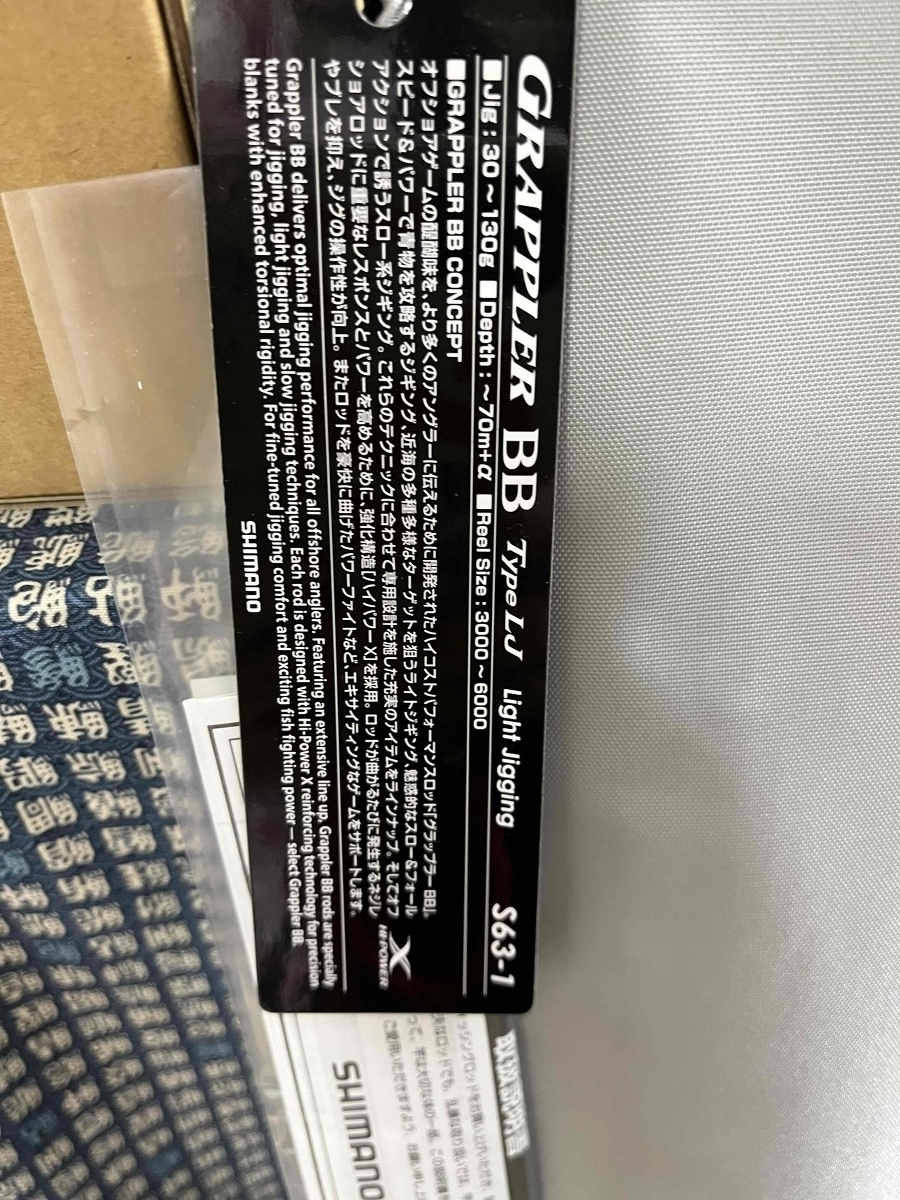 GRAPPLER BB Type LJ Light Jigging S63-1
■Jig : 30～130g ■Depth : ～70m+α ■Reel Size : 3000～6000
■GRAPPLER BB CONCEPT
オフショアゲームの醍醐味を、より多くのアングラーに伝えるために開発されたハイコストパフォーマンスロッド「グラップラー BB」。
スピード&パワーで青物を攻略するジギング、近海の多種多様なターゲットを狙うライトジギング、魅惑的なスロー&フォール
アクションで誘うスロー系ジギング。これらのテクニックに合わせて専用設計を施した充実のアイテムをラインナップ。そしてオフ
ショアロッドに重要なレスポンスとパワーを高めるために、強化構造[ハイパワーX]を採用。ロッドが曲がるたびに発生するネジレ
やブレを抑え、ジグの操作性が向上。またロッドを豪快に曲げたパワーファイトなど、エキサイティングなゲームをサポートします。
X
HI-POWER
Grappler BB delivers optimal jigging performance for all offshore anglers. Featuring an extensive line up, Grappler BB rods are specially
tuned for jigging, light jigging and slow jigging techniques. Each rod is designed with Hi-Power X reinforcing technology for precision
blanks with enhanced torsional rigidity. For fine-tuned jigging comfort and exciting fish fighting power — select Grappler BB.
SHIMANO
取扱説明書
SHIMANO